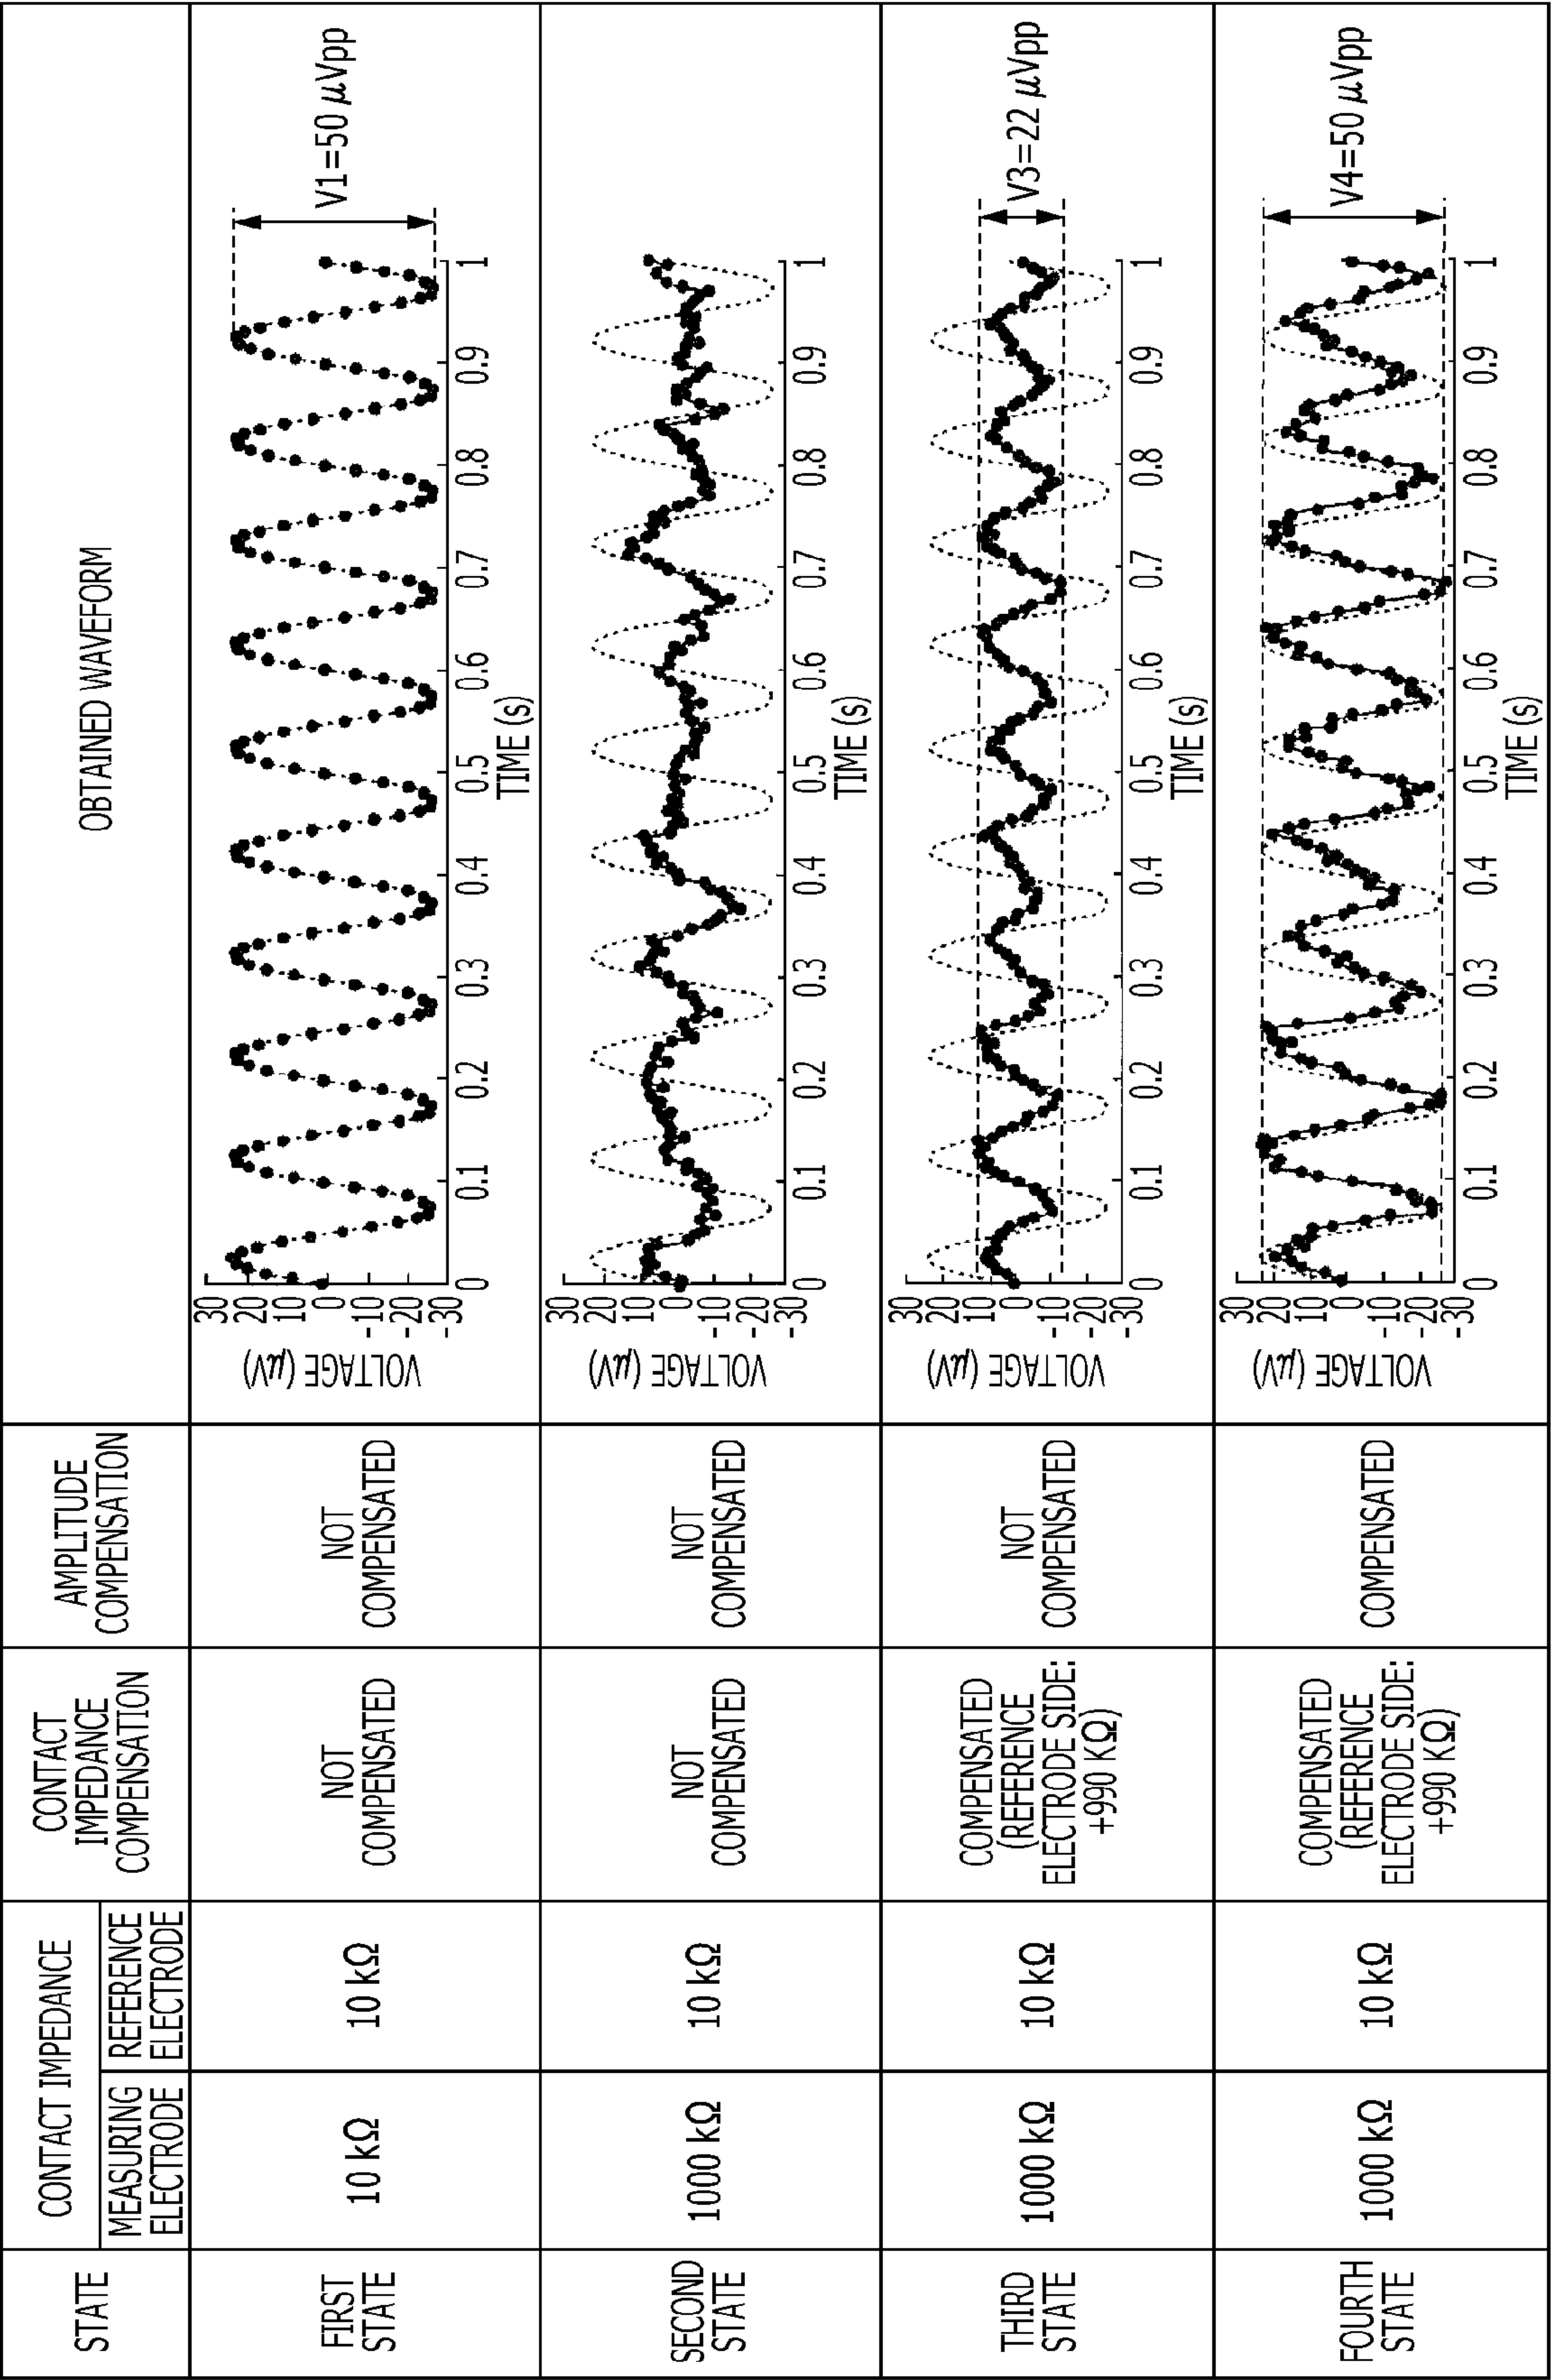 STATE
CONTACT IMPEDANCE
MEASURING
ELECTRODE
REFERENCE
ELECTRODE
CONTACT
IMPEDANCE
COMPENSATION
AMPLITUDE
COMPENSATION
OBTAINED WAVEFORM
FIRST
STATE
10 kΩ
10 kΩ
NOT
COMPENSATED
NOT
COMPENSATED
VOLTAGE (μV)
30
20
10
0
-10
-20
-30
0
0.1
0.2
0.3
0.4
0.5
0.6
0.7
0.8
0.9
1
TIME (s)
V1=50 μVpp
SECOND
STATE
1000 kΩ
10 kΩ
NOT
COMPENSATED
NOT
COMPENSATED
VOLTAGE (μV)
30
20
10
0
-10
-20
-30
0
0.1
0.2
0.3
0.4
0.5
0.6
0.7
0.8
0.9
1
TIME (s)
THIRD
STATE
1000 kΩ
10 kΩ
COMPENSATED
(REFERENCE
ELECTRODE SIDE:
+990 KΩ)
NOT
COMPENSATED
VOLTAGE (μV)
30
20
10
0
-10
-20
-30
0
0.1
0.2
0.3
0.4
0.5
0.6
0.7
0.8
0.9
1
TIME (s)
V3=22 μVpp
FOURTH
STATE
1000 kΩ
10 kΩ
COMPENSATED
(REFERENCE
ELECTRODE SIDE:
+990 KΩ)
COMPENSATED
VOLTAGE (μV)
30
20
10
0
-10
-20
-30
0
0.1
0.2
0.3
0.4
0.5
0.6
0.7
0.8
0.9
1
TIME (s)
V4=50 μVpp